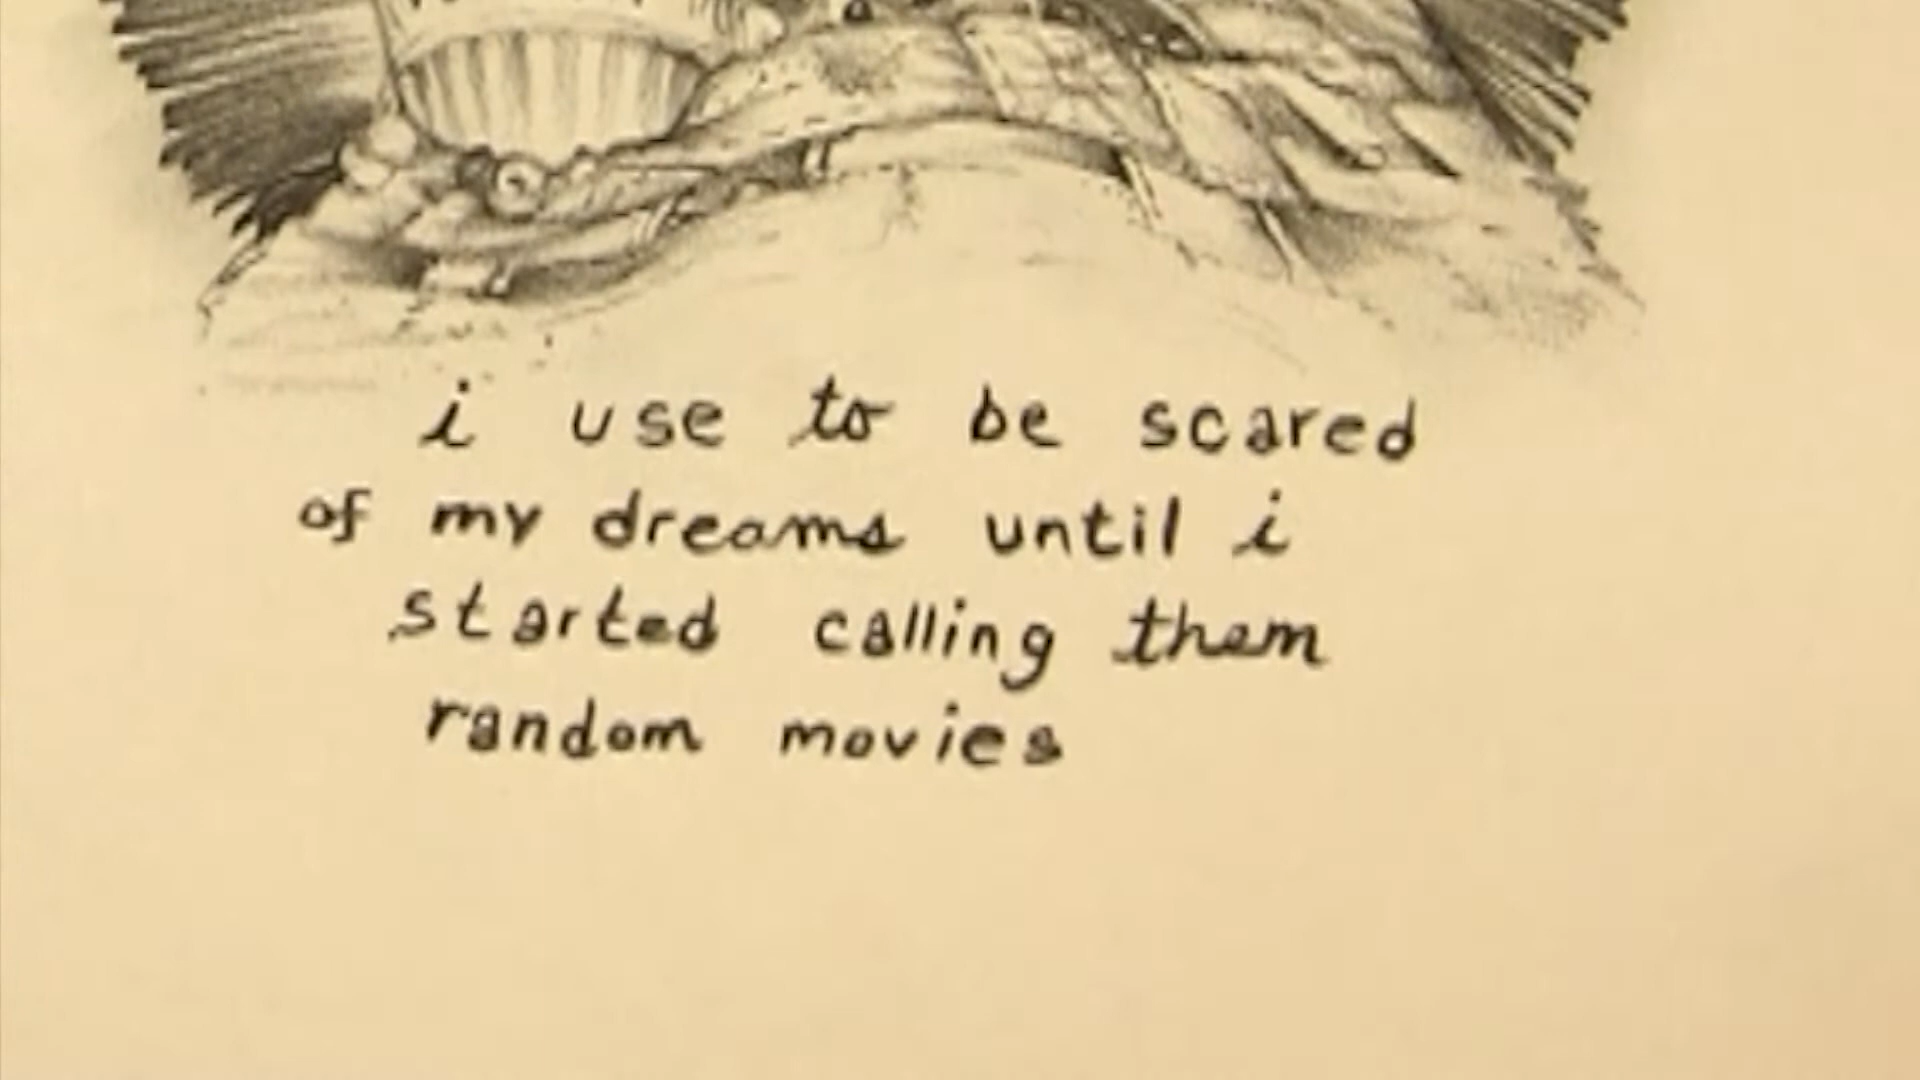 i use to be scared
of my dreams until i
started calling them
random movies